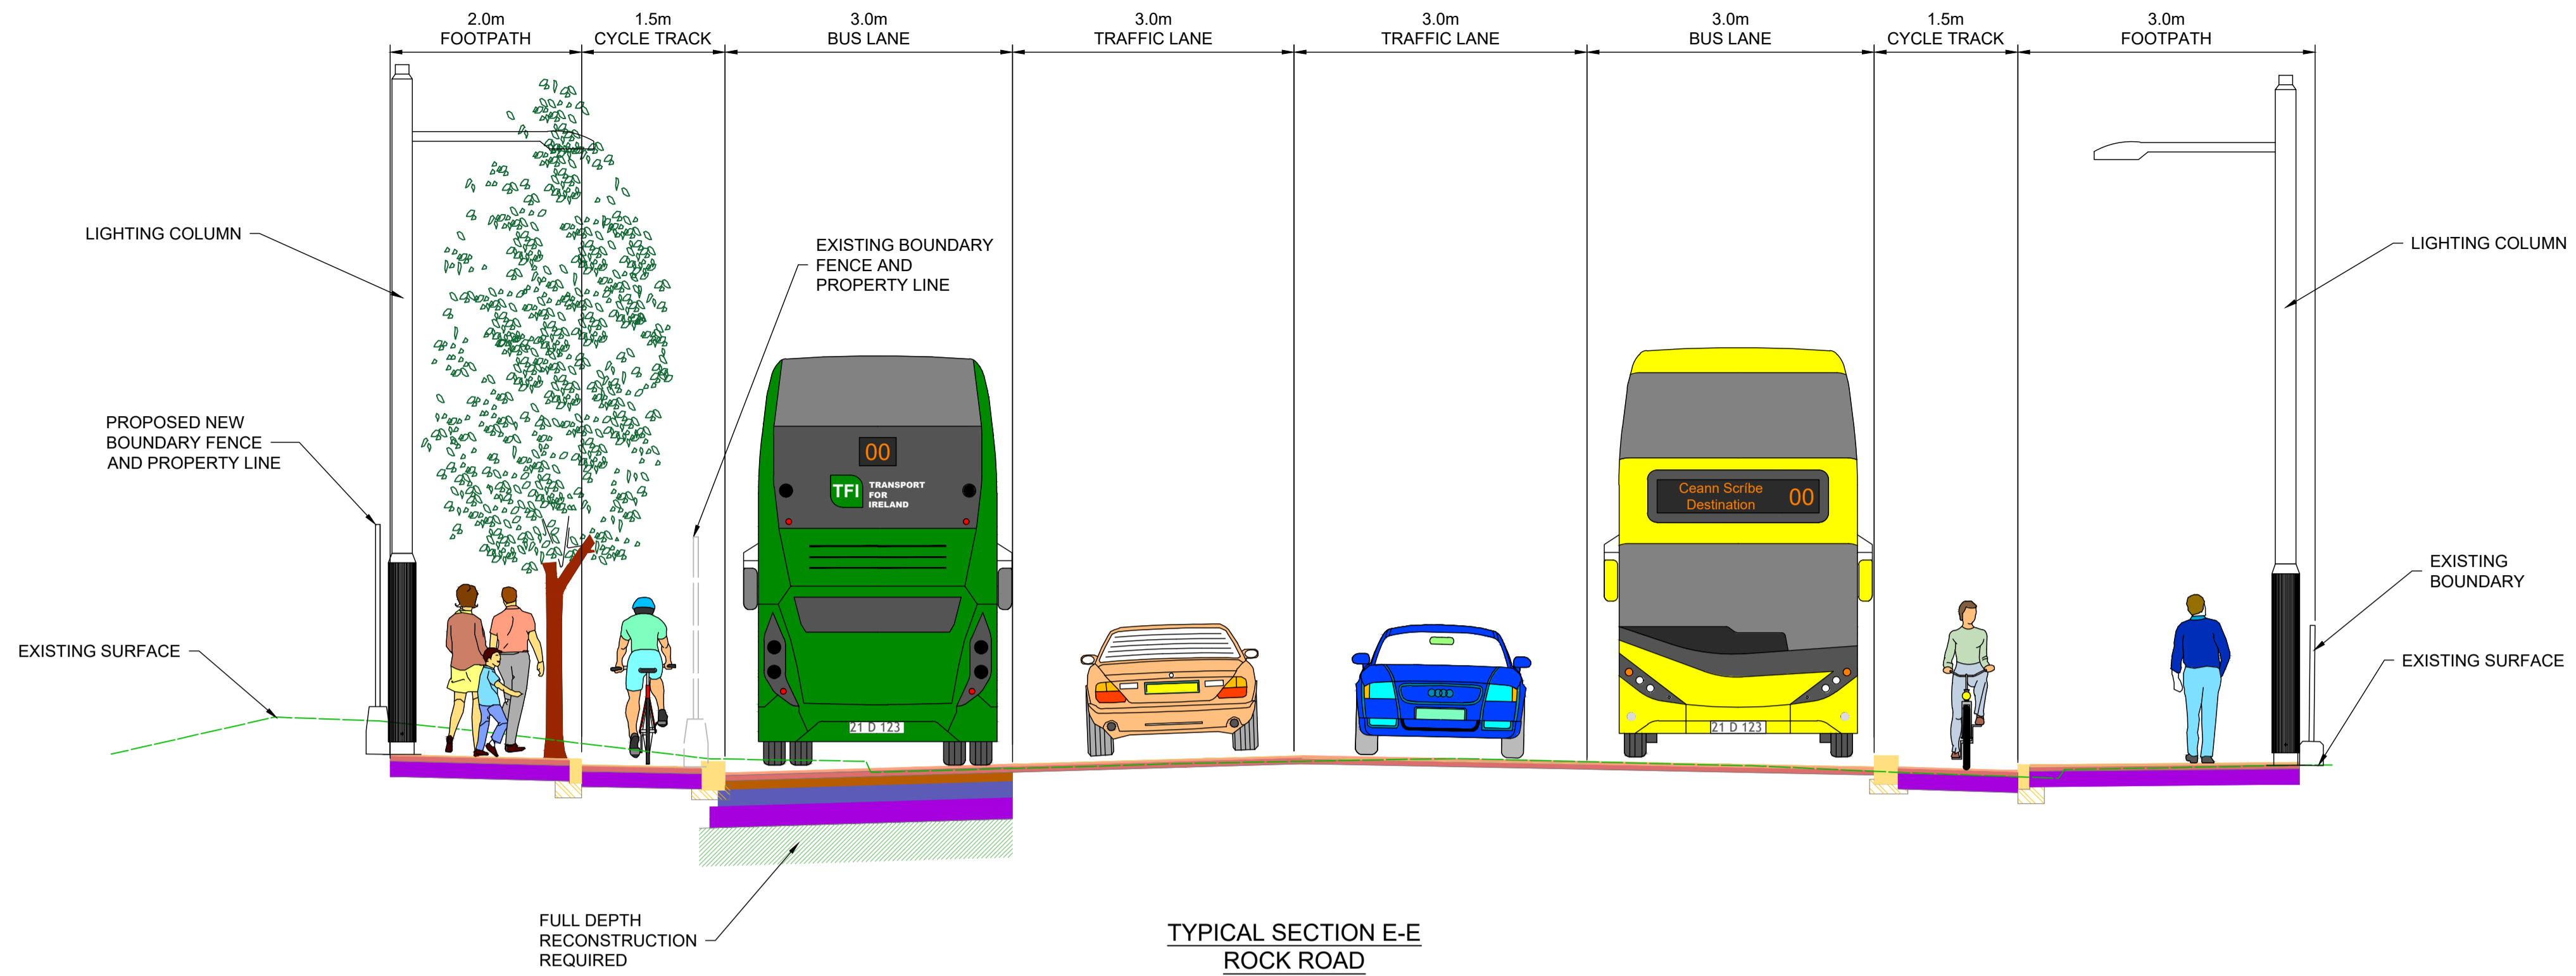 2.0m
FOOTPATH
1.5m
CYCLE TRACK
3.0m
BUS LANE
3.0m
TRAFFIC LANE
3.0m
TRAFFIC LANE
3.0m
BUS LANE
1.5m
CYCLE TRACK
3.0m
FOOTPATH
LIGHTING COLUMN
EXISTING BOUNDARY
FENCE AND
PROPERTY LINE
LIGHTING COLUMN
PROPOSED NEW
BOUNDARY FENCE
AND PROPERTY LINE
00
TFI
TRANSPORT
FOR
IRELAND
Ceann Scríbe
Destination
00
EXISTING
BOUNDARY
EXISTING SURFACE
EXISTING SURFACE
21 D 123
21 D 123
FULL DEPTH
RECONSTRUCTION
REQUIRED
TYPICAL SECTION E-E
ROCK ROAD